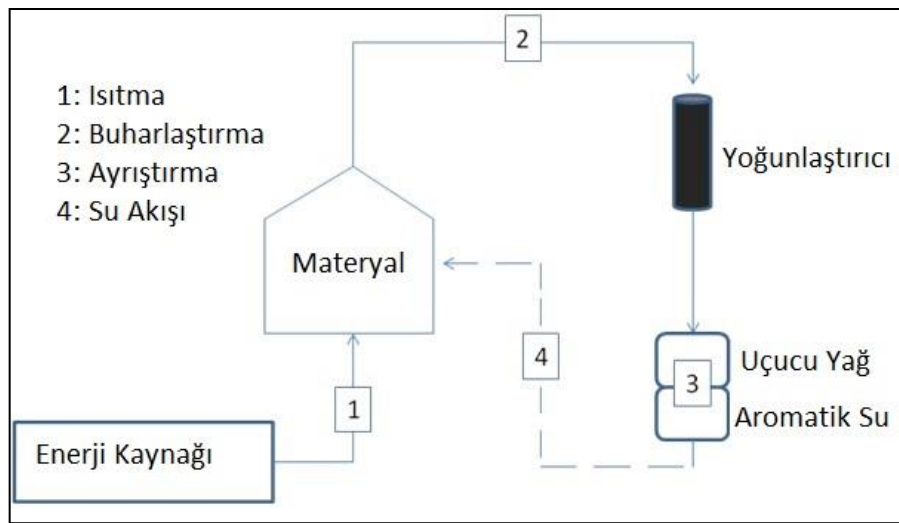 2
1: Isıtma
2: Buharlaştırma
3: Ayrıştırma
4: Su Akışı
Yoğunlaştırıcı
Materyal
4
3
Uçucu Yağ
Aromatik Su
1
Enerji Kaynağı